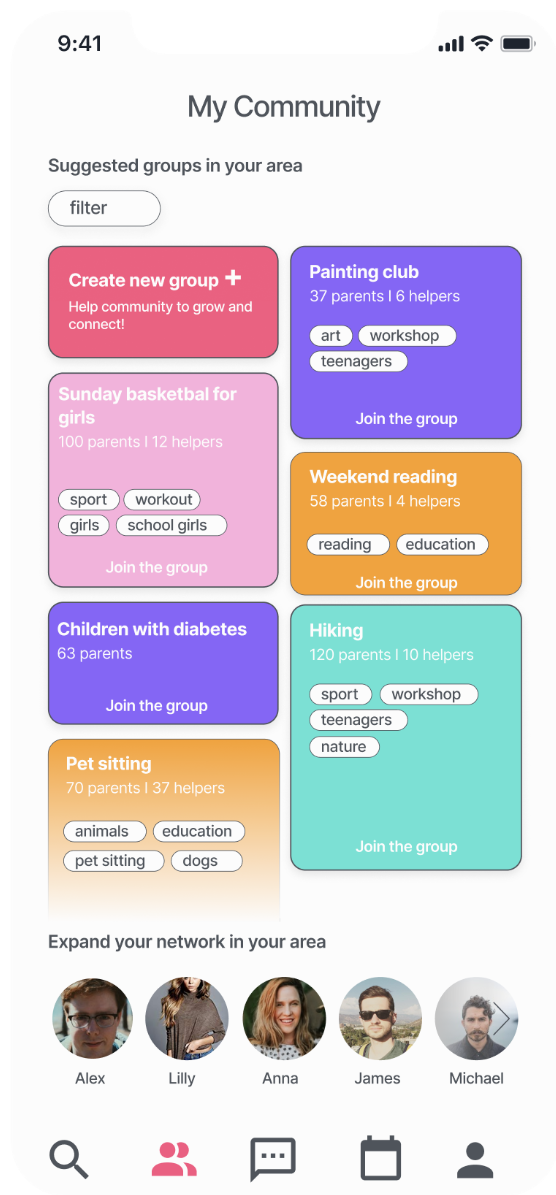 9:41
My Community
Suggested groups in your area
filter
Create new group +
Help community to grow and
connect!
Painting club
37 parents I 6 helpers
art workshop
teenagers
Join the group
Sunday basketbal for
girls
100 parents I 12 helpers
sport workout
girls school girls
Join the group
Weekend reading
58 parents I 4 helpers
reading education
Join the group
Children with diabetes
63 parents
Join the group
Hiking
120 parents I 10 helpers
sport workshop
teenagers
nature
Join the group
Pet sitting
70 parents I 37 helpers
animals education
pet sitting dogs
Expand your network in your area
Alex Lilly Anna James Michael